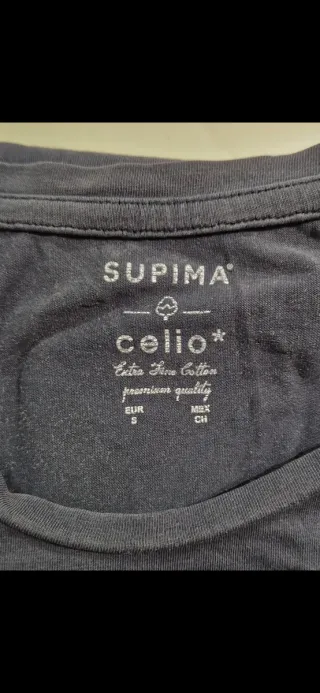 SUPIMA®
celio*
Extra Fine Cotton
premium quality
EUR MEX
S CH